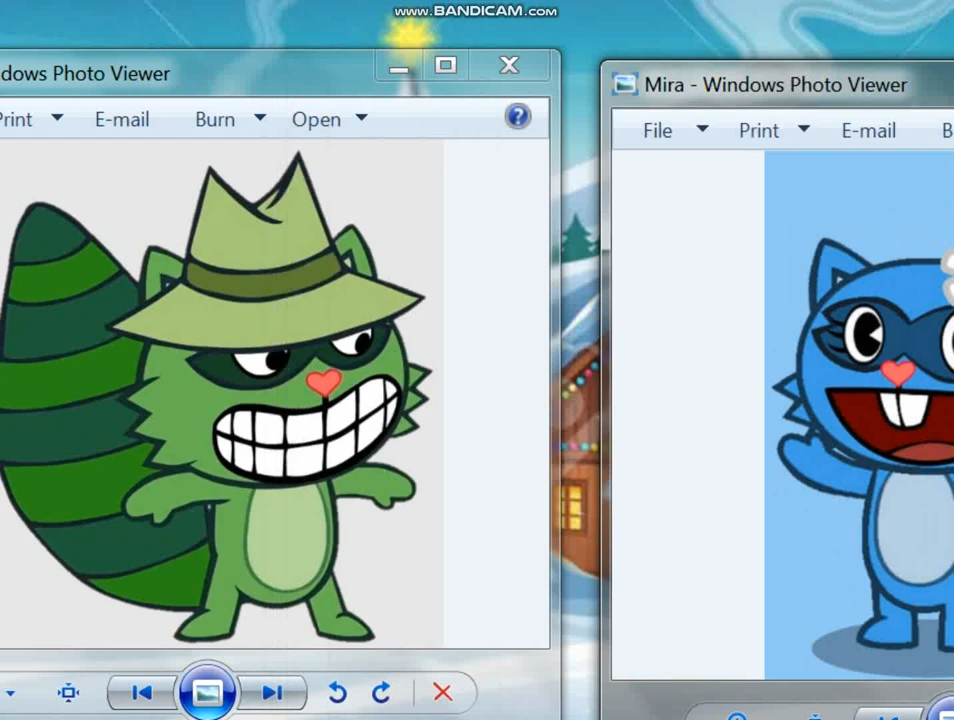 www.BANDICAM.com
dows Photo Viewer
Print E-mail Burn Open
Mira - Windows Photo Viewer
File Print E-mail B